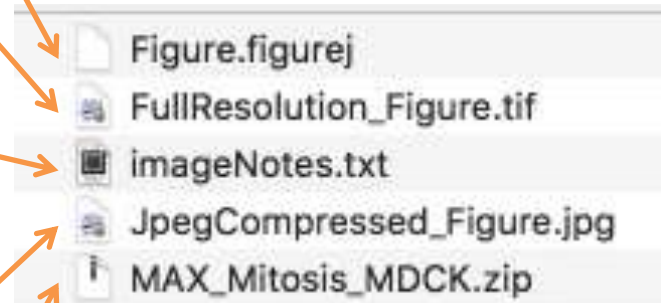 Figure.figurej
FullResolution_Figure.tif
imageNotes.txt
JpegCompressed_Figure.jpg
MAX_Mitosis_MDCK.zip